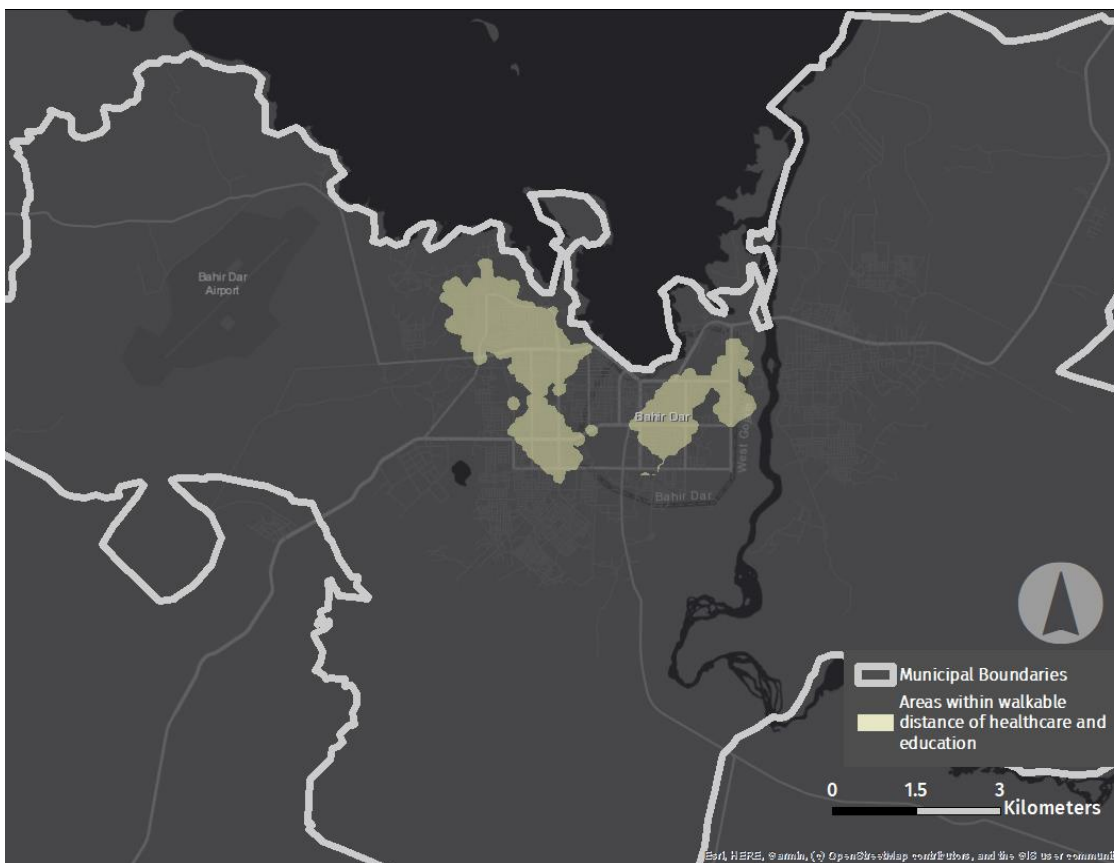 Bahir Dar
Airport
Bahir Dar
West Go
Bahir Dar
Municipal Boundaries
Areas within walkable
distance of healthcare and
education
0 1.5 3
Kilometers
Esri, HERE, Garmin, (c) OpenStreetMap contributors, and the GIS user communit